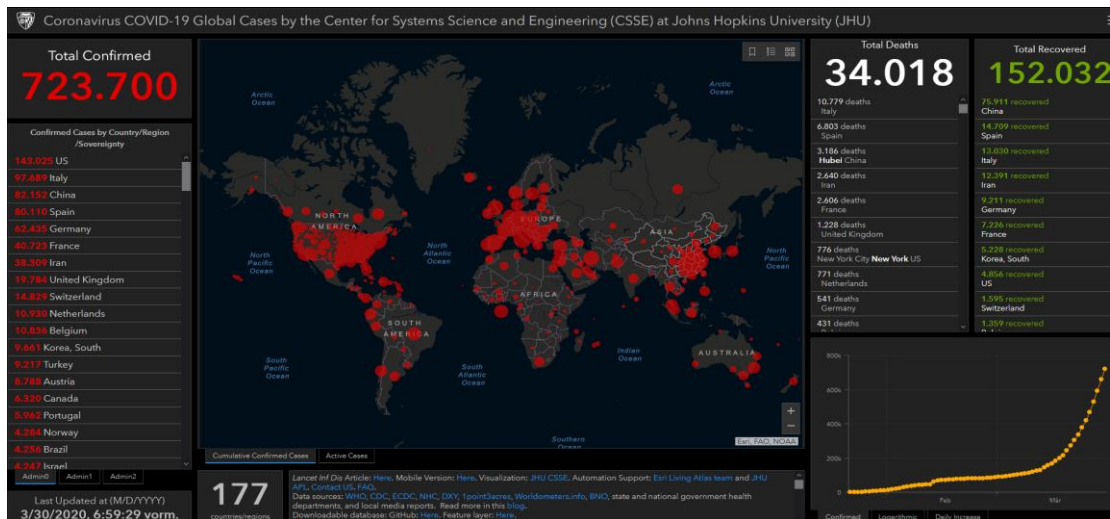 Coronavirus COVID-19 Global Cases by the Center for Systems Science and Engineering (CSSE) at Johns Hopkins University (JHU)
Total Confirmed
723.700
Confirmed Cases by Country/Region
/Sovereignty
143.025 US
97.689 Italy
82.152 China
80.110 Spain
62.435 Germany
40.723 France
38.309 Iran
19.784 United Kingdom
14.829 Switzerland
10.930 Netherlands
10.836 Belgium
9.661 Korea, South
9.217 Turkey
8.788 Austria
6.320 Canada
5.962 Portugal
4.284 Norway
4.256 Brazil
4.247 Israel
Admin0 Admin1 Admin2
Last Updated at (M/D/YYYY)
3/30/2020, 6:59:29 vorm.
Arctic
Ocean
Arctic
Ocean
NORTH
AMERICA
EUROPE
ASIA
North
Pacific
Ocean
North
Atlantic
Ocean
North
Pacific
Ocean
AFRICA
SOUTH
AMERICA
Indian
Ocean
AUSTRALIA
South
Pacific
Ocean
South
Atlantic
Ocean
Southern
Ocean
+
−
Esri, FAO, NOAA
Cumulative Confirmed Cases Active Cases
177
countries/regions
Lancet Inf Dis Article: Here. Mobile Version: Here. Visualization: JHU CSSE. Automation Support: Esri Living Atlas team and JHU
APL. Contact US. FAQ.
Data sources: WHO, CDC, ECDC, NHC, DXY, 1point3acres, Worldometers.info, BNO, state and national government health
departments, and local media reports. Read more in this blog.
Downloadable database: GitHub: Here. Feature layer: Here.
Total Deaths
34.018
10.779 deaths
Italy
6.803 deaths
Spain
3.186 deaths
Hubei China
2.640 deaths
Iran
2.606 deaths
France
1.228 deaths
United Kingdom
776 deaths
New York City New York US
771 deaths
Netherlands
541 deaths
Germany
431 deaths
Total Recovered
152.032
75.911 recovered
China
14.709 recovered
Spain
13.030 recovered
Italy
12.391 recovered
Iran
9.211 recovered
Germany
7.226 recovered
France
5.228 recovered
Korea, South
4.856 recovered
US
1.595 recovered
Switzerland
1.359 recovered
800k
600k
400k
200k
0
Feb Mär
Confirmed Logarithmic Daily Increase